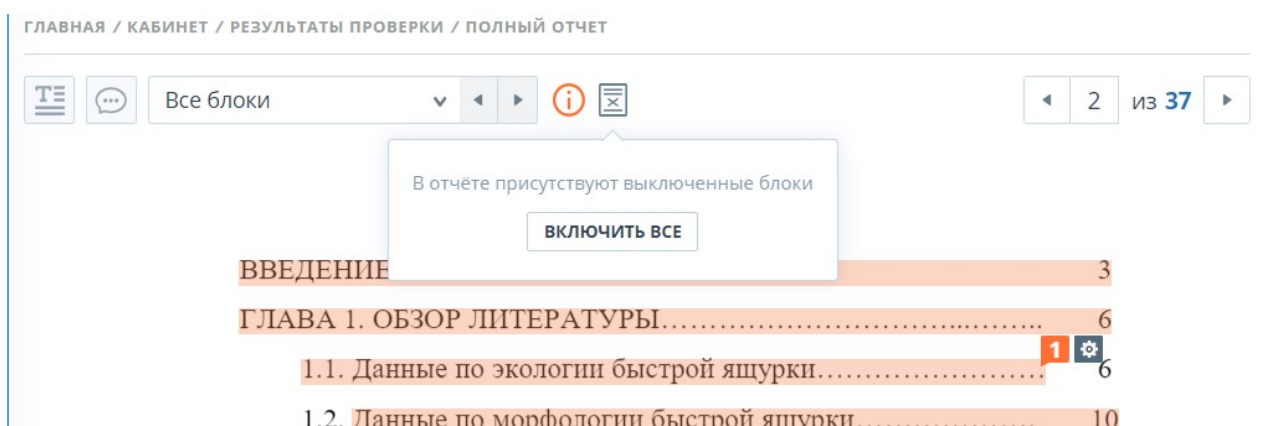 ГЛАВНАЯ / КАБИНЕТ / РЕЗУЛЬТАТЫ ПРОВЕРКИ / ПОЛНЫЙ ОТЧЕТ
Все блоки
2 из 37
В отчёте присутствуют выключенные блоки
ВКЛЮЧИТЬ ВСЕ
ВВЕДЕНИЕ 3
ГЛАВА 1. ОБЗОР ЛИТЕРАТУРЫ…………………………………...…….. 6
1
1.1. Данные по экологии быстрой ящурки…………………… 6
1.2. Данные по морфологии быстрой ящурки………………. 10